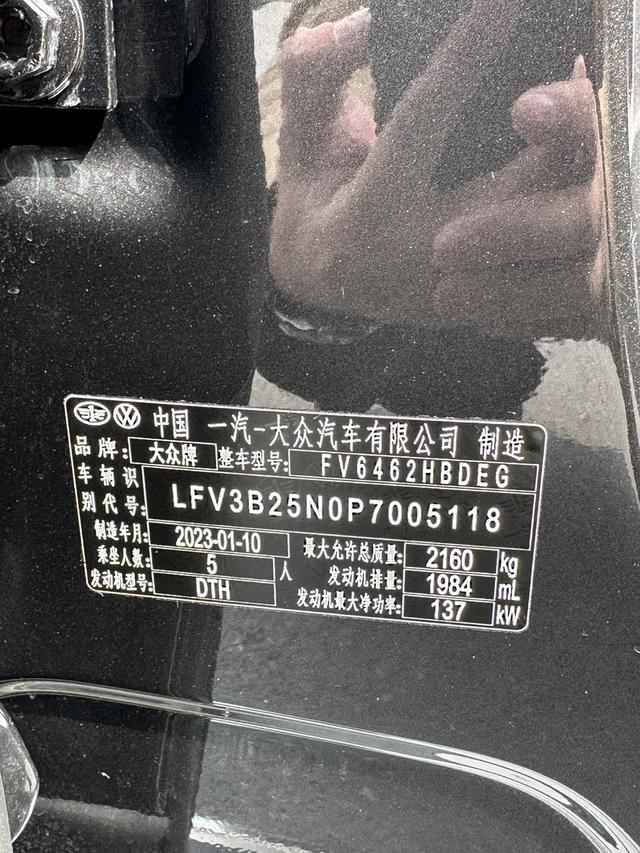 中国 一汽-大众汽车有限公司 制造
品牌: 大众牌 整车型号: FV6462HBDEG
车辆识别代号: LFV3B25N0P7005118
制造年月: 2023-01-10 最大允许总质量: 2160 kg
乘坐人数: 5 人 发动机排量: 1984 mL
发动机型号: DTH 发动机最大净功率: 137 kW